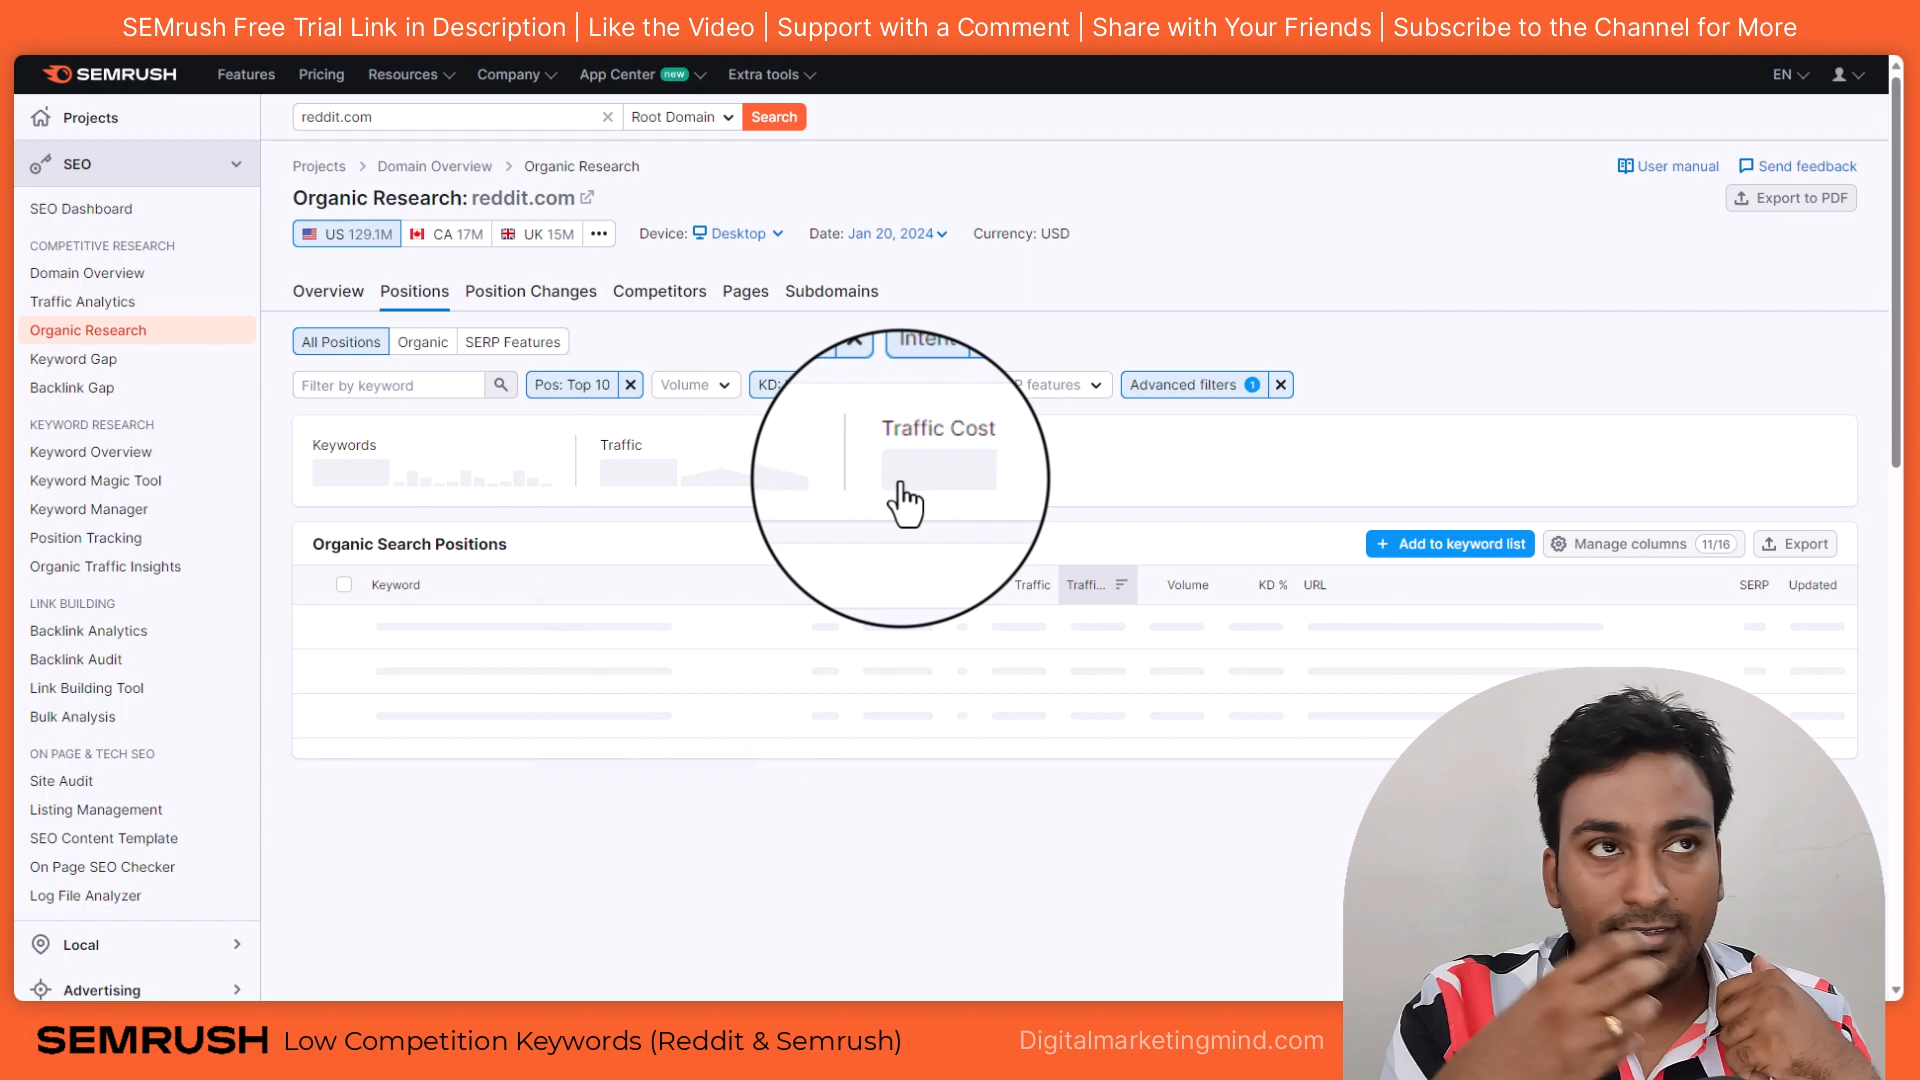 SEMrush Free Trial Link in Description | Like the Video | Support with a Comment | Share with Your Friends | Subscribe to the Channel for More
SEMRUSH Features Pricing Resources Company App Center new Extra tools EN
Projects
reddit.com Root Domain Search
SEO
Projects > Domain Overview > Organic Research
User manual Send feedback
Organic Research: reddit.com
Export to PDF
US 129.1M CA 17M UK 15M ••• Device: Desktop Date: Jan 20, 2024 Currency: USD
Overview Positions Position Changes Competitors Pages Subdomains
All Positions Organic SERP Features
Filter by keyword Pos: Top 10 Volume KD: features Advanced filters 1
Keywords
Traffic
Traffic Cost
Organic Search Positions
+ Add to keyword list Manage columns 11/16 Export
Keyword Traffic Traffi... Volume KD % URL SERP Updated
SEO Dashboard
COMPETITIVE RESEARCH
Domain Overview
Traffic Analytics
Organic Research
Keyword Gap
Backlink Gap
KEYWORD RESEARCH
Keyword Overview
Keyword Magic Tool
Keyword Manager
Position Tracking
Organic Traffic Insights
LINK BUILDING
Backlink Analytics
Backlink Audit
Link Building Tool
Bulk Analysis
ON PAGE & TECH SEO
Site Audit
Listing Management
SEO Content Template
On Page SEO Checker
Log File Analyzer
Local
Advertising
SEMRUSH Low Competition Keywords (Reddit & Semrush)
Digitalmarketingmind.com